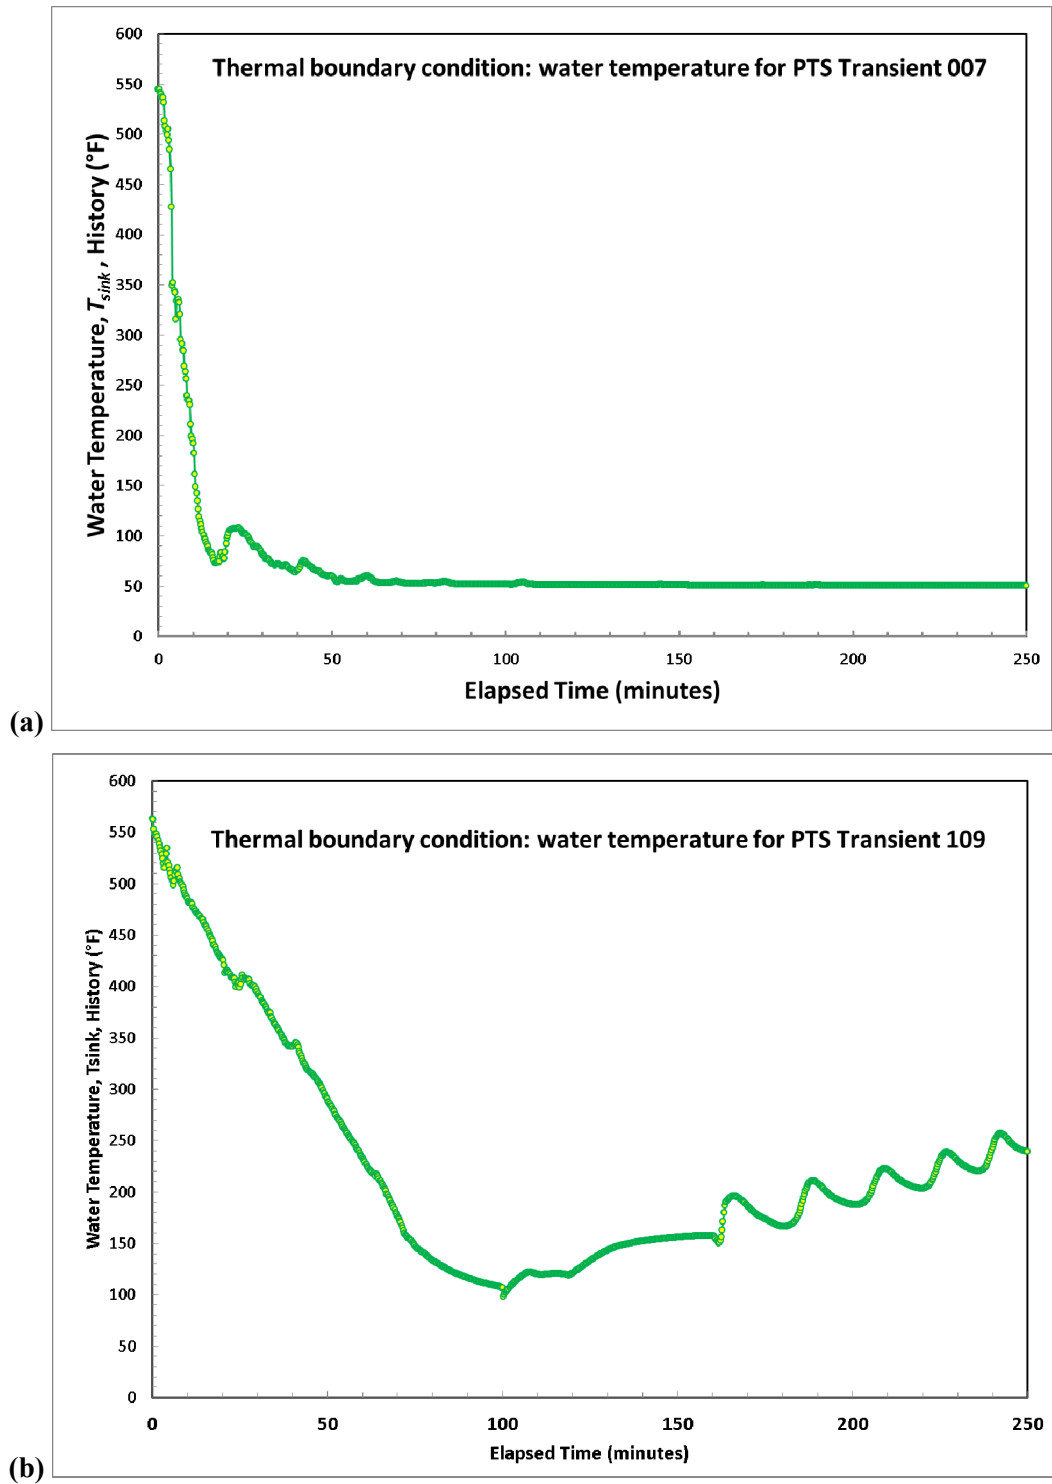 Thermal boundary condition: water temperature for PTS Transient 007
Water Temperature, Tsink , History (°F)
600
550
500
450
400
350
300
250
200
150
100
50
0
0 50 100 150 200 250
Elapsed Time (minutes)
(a)
Thermal boundary condition: water temperature for PTS Transient 109
Water Temperature, Tsink, History (°F)
600
550
500
450
400
350
300
250
200
150
100
50
0
0 50 100 150 200 250
Elapsed Time (minutes)
(b)